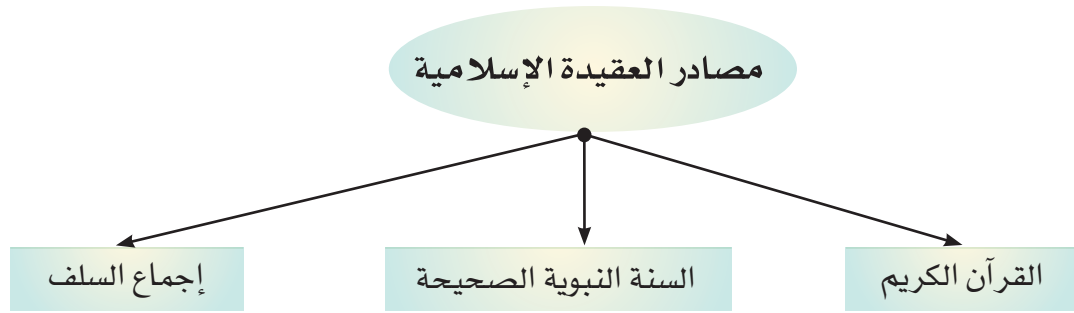 مصادر العقيدة الإسلامية
القرآن الكريم
السنة النبوية الصحيحة
إجماع السلف